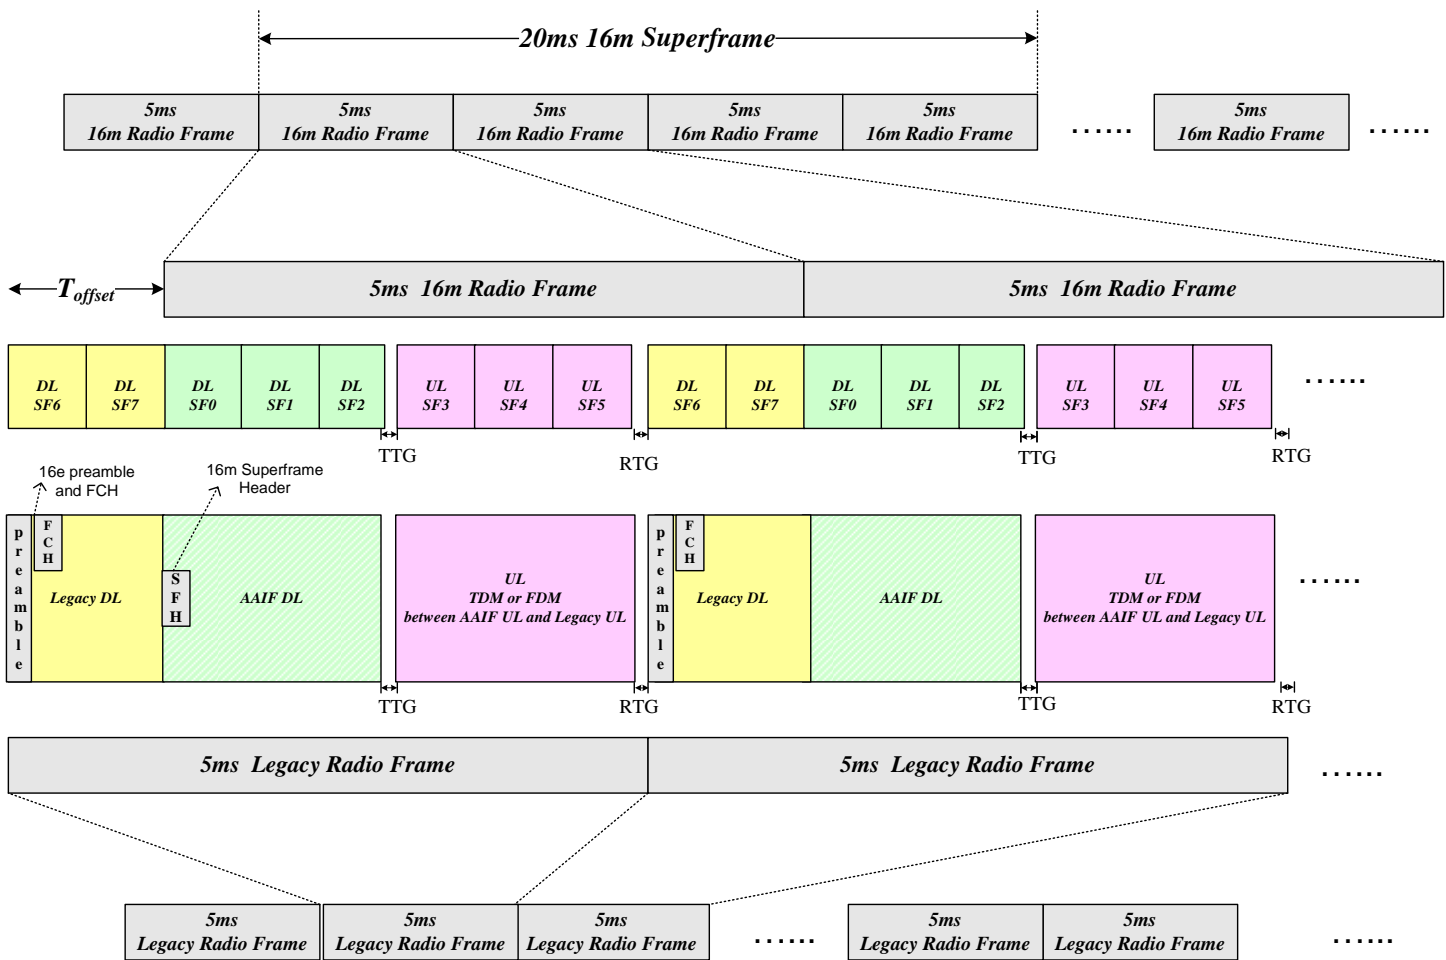 20ms 16m Superframe
5ms
16m Radio Frame
5ms
16m Radio Frame
5ms
16m Radio Frame
5ms
16m Radio Frame
5ms
16m Radio Frame
......
5ms
16m Radio Frame
......
Toffset
5ms 16m Radio Frame
5ms 16m Radio Frame
DL
SF6
DL
SF7
DL
SF0
DL
SF1
DL
SF2
UL
SF3
UL
SF4
UL
SF5
DL
SF6
DL
SF7
DL
SF0
DL
SF1
DL
SF2
UL
SF3
UL
SF4
UL
SF5
......
TTG
RTG
TTG
RTG
16e preamble
and FCH
16m Superframe
Header
preamble
FCH
Legacy DL
SFH
AAIF DL
UL
TDM or FDM
between AAIF UL and Legacy UL
preamble
FCH
Legacy DL
AAIF DL
UL
TDM or FDM
between AAIF UL and Legacy UL
......
TTG
RTG
TTG
RTG
5ms Legacy Radio Frame
5ms Legacy Radio Frame
......
5ms
Legacy Radio Frame
5ms
Legacy Radio Frame
5ms
Legacy Radio Frame
......
5ms
Legacy Radio Frame
5ms
Legacy Radio Frame
......